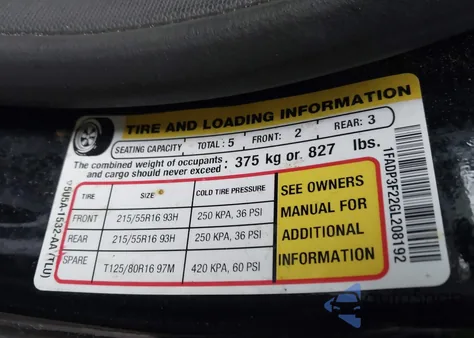 TIRE AND LOADING INFORMATION
SEATING CAPACITY TOTAL : 5 FRONT: 2 REAR: 3
The combined weight of occupants : 375 kg or 827 lbs.
and cargo should never exceed
TIRE SIZE COLD TIRE PRESSURE
FRONT 215/55R16 93H 250 KPA, 36 PSI
REAR 215/55R16 93H 250 KPA, 36 PSI
SPARE T125/80R16 97M 420 KPA, 60 PSI
SEE OWNERS
MANUAL FOR
ADDITIONAL
INFORMATION
1FADP3F22GL208192